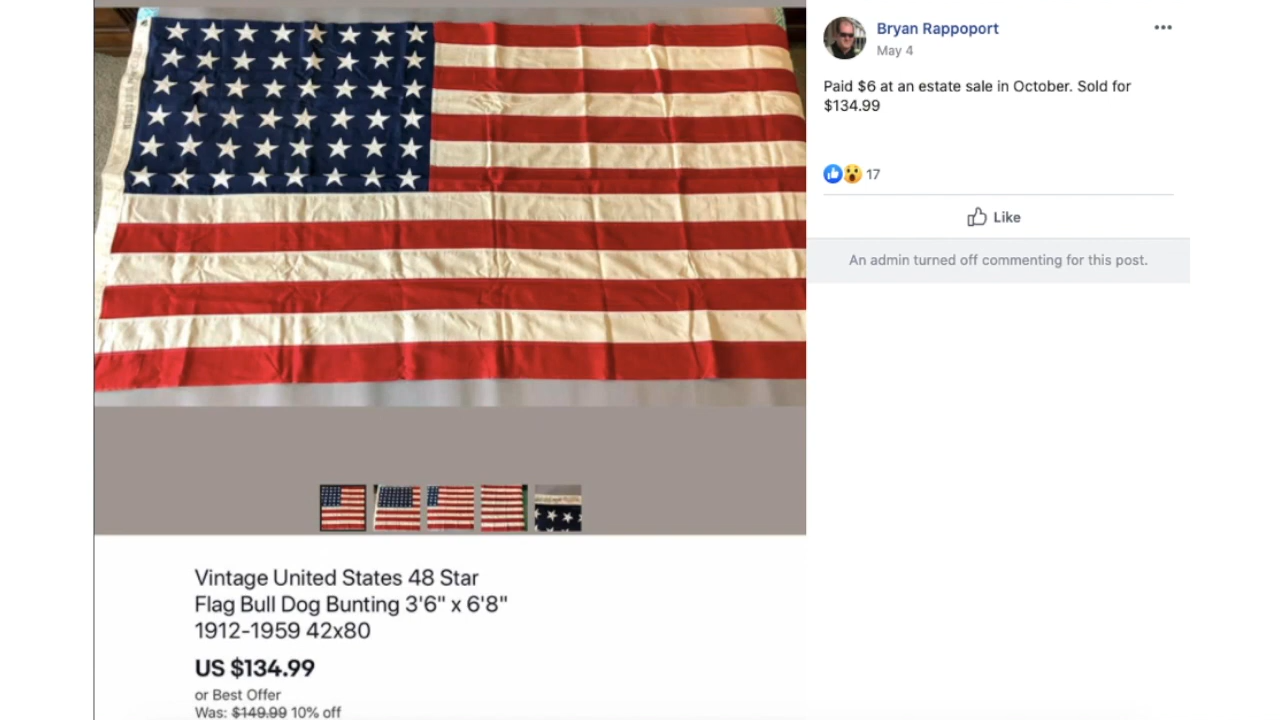 Bryan Rappoport
May 4
Paid $6 at an estate sale in October. Sold for
$134.99
17
Like
An admin turned off commenting for this post.
Vintage United States 48 Star
Flag Bull Dog Bunting 3'6" x 6'8"
1912-1959 42x80
US $134.99
or Best Offer
Was: $149.99 10% off